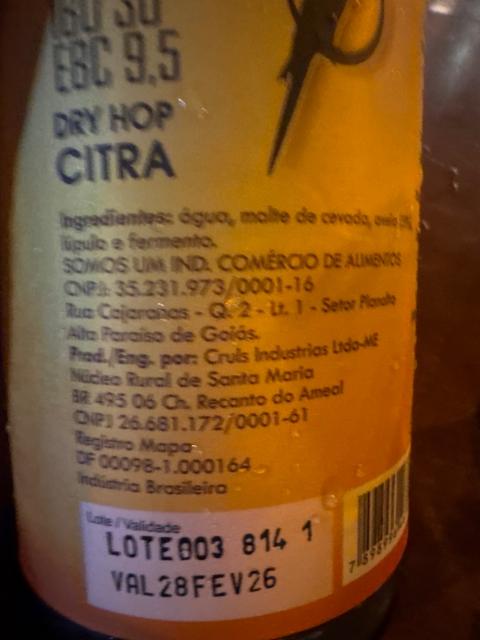 IBU 30
EBC 9,5
DRY HOP
CITRA
Ingredientes: água, malte de cevada, aveia
lúpulo e fermento.
SOMOS UM IND. COMÉRCIO DE ALIMENTOS
CNPJ: 35.231.973/0001-16
Rua Cajaranas - Q. 2 - Lt. 1 - Setor Planalto
Alto Paraíso de Goiás.
Prod./Eng. por: Cruls Industrias Ltda-ME
Núcleo Rural de Santa Maria
BR 495 06 Ch. Recanto do Ameal
CNPJ 26.681.172/0001-61
Registro Mapa
DF 00098-1.000164
Indústria Brasileira
Lote / Validade
LOTE003 814 1
VAL28FEV26